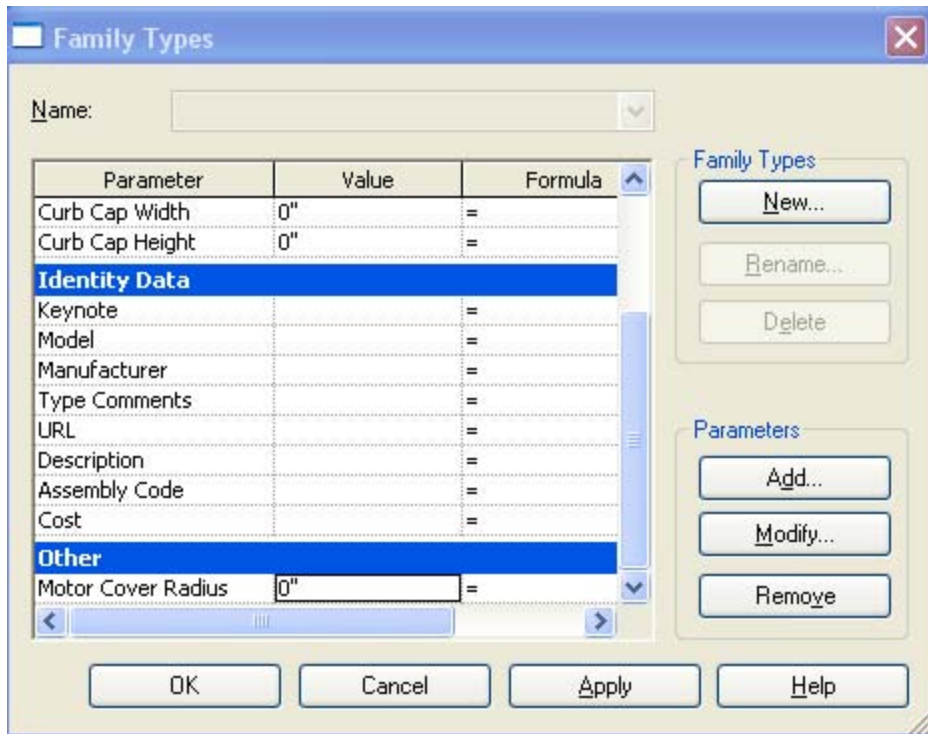 Family Types
Name:
Parameter Value Formula
Curb Cap Width 0" =
Curb Cap Height 0" =
Identity Data
Keynote =
Model =
Manufacturer =
Type Comments =
URL =
Description =
Assembly Code =
Cost =
Other
Motor Cover Radius 0" =
Family Types
New...
Rename...
Delete
Parameters
Add...
Modify...
Remove
OK Cancel Apply Help